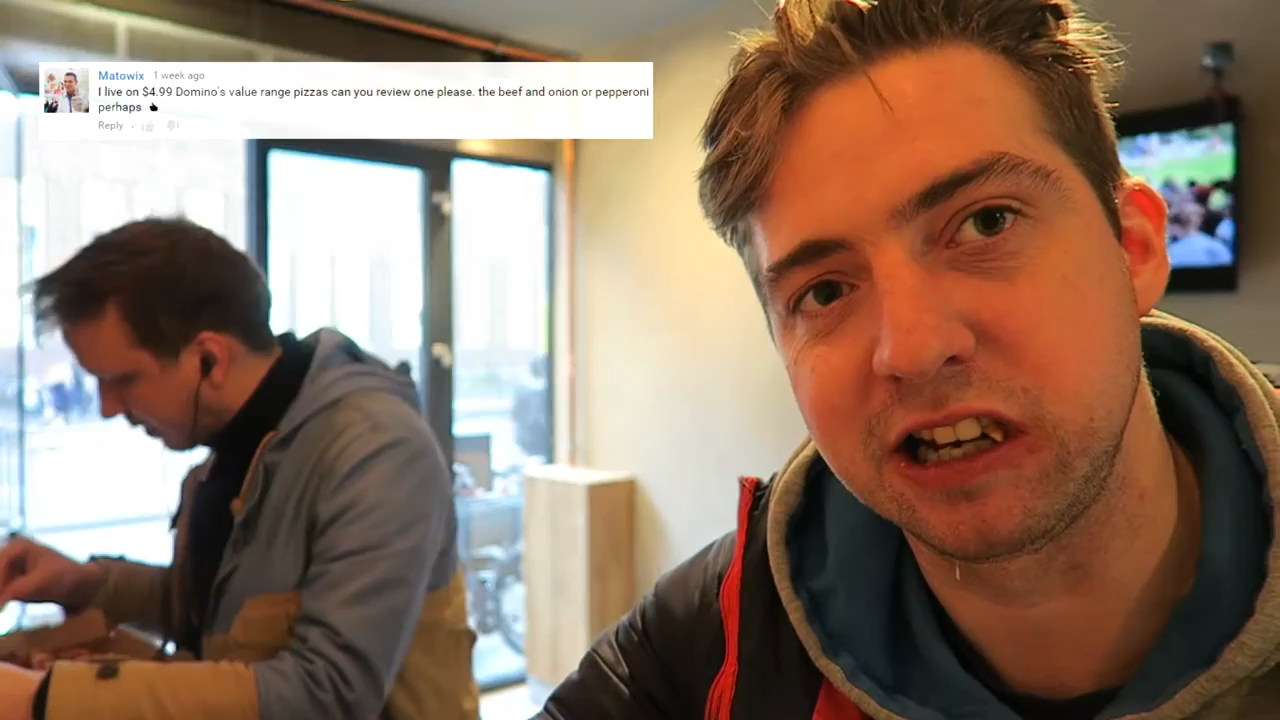 Matowix 1 week ago
I live on $4.99 Domino's value range pizzas can you review one please. the beef and onion or pepperoni
perhaps
Reply